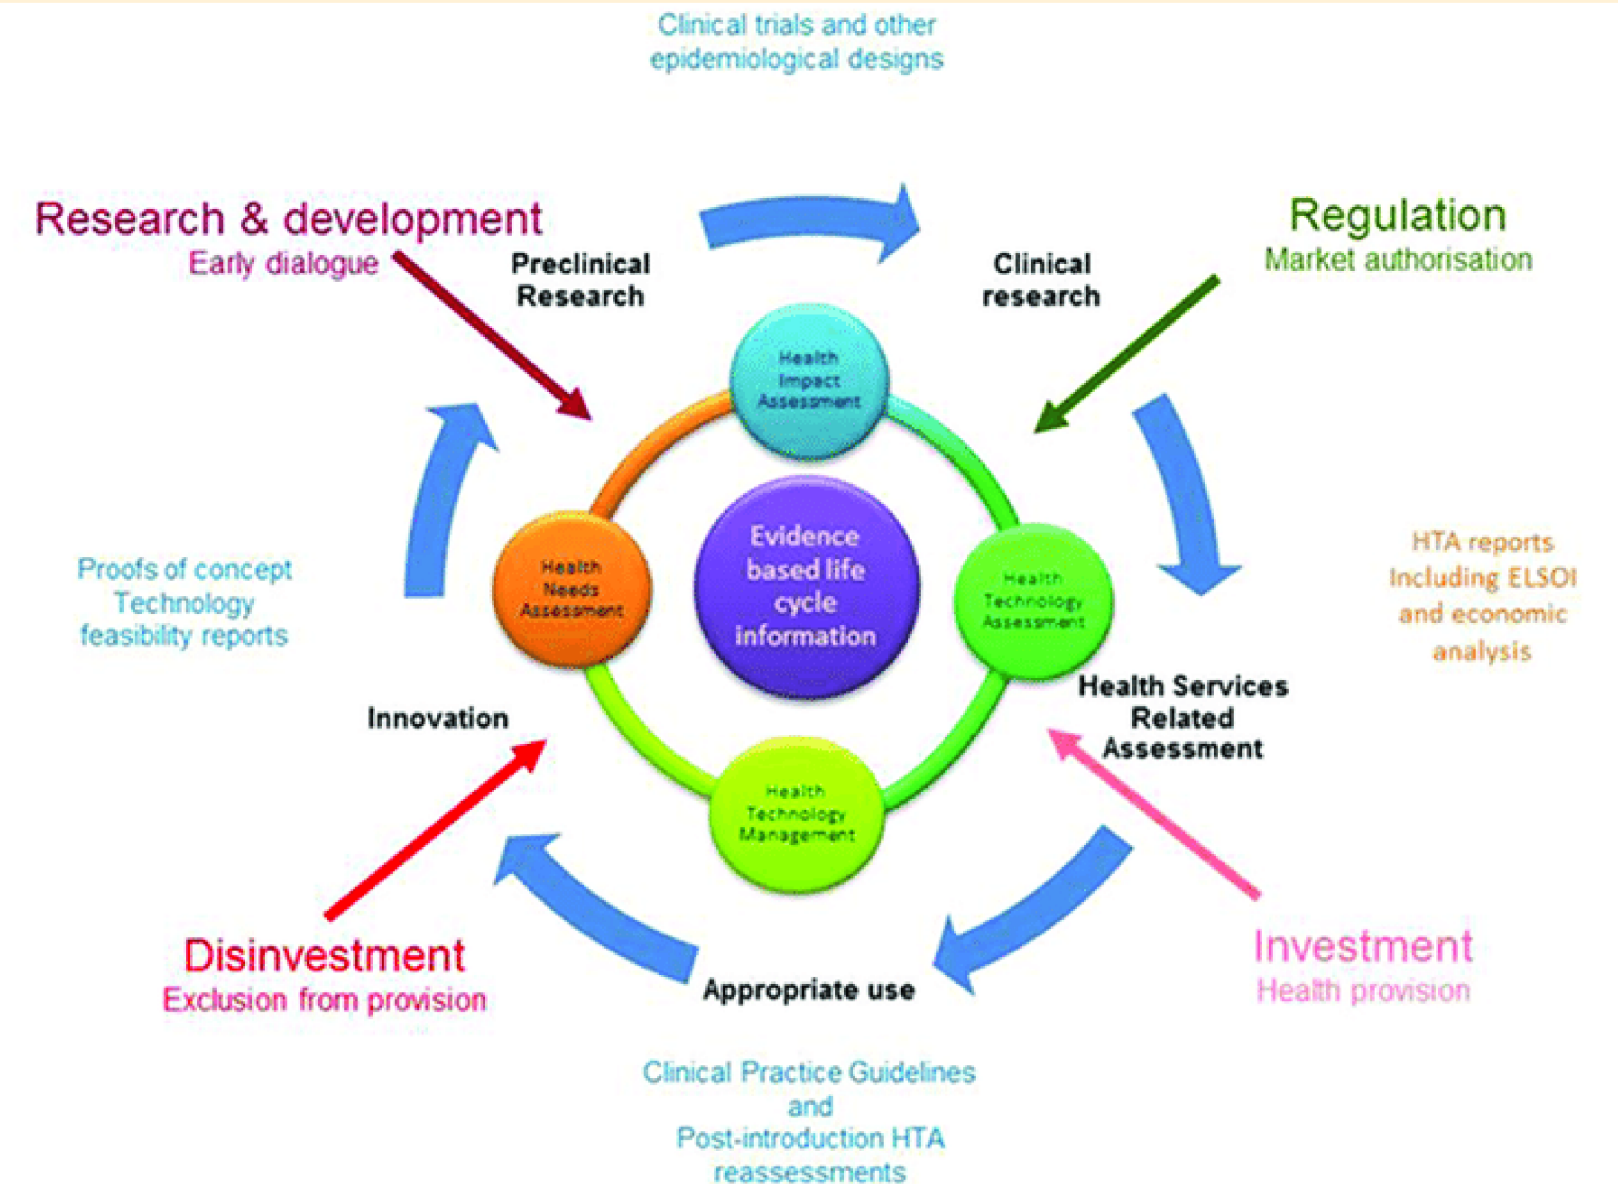 Clinical trials and other
epidemiological designs
Research & development
Early dialogue
Preclinical
Research
Clinical
research
Regulation
Market authorisation
Health
Impact
Assessment
Evidence
based life
cycle
information
Health
Needs
Assessment
Health
Technology
Assessment
Health
Technology
Management
Proofs of concept
Technology
feasibility reports
HTA reports
Including ELSOI
and economic
analysis
Innovation
Health Services
Related
Assessment
Disinvestment
Exclusion from provision
Appropriate use
Investment
Health provision
Clinical Practice Guidelines
and
Post-introduction HTA
reassessments